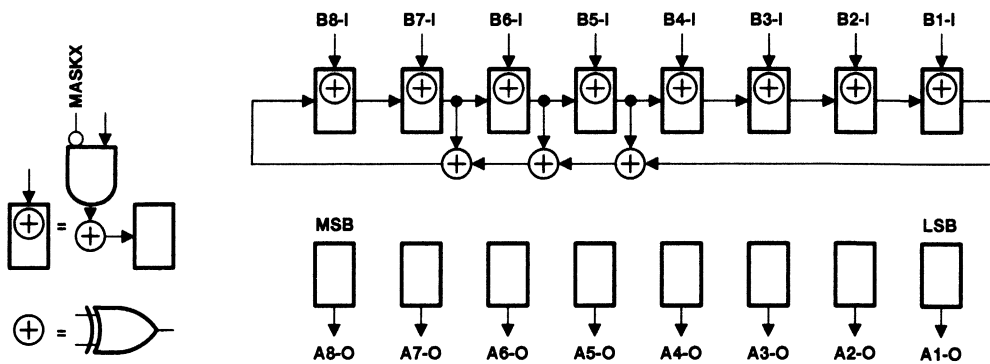 B8-I B7-I B6-I B5-I B4-I B3-I B2-I B1-I
MASKX
=
MSB LSB
=
A8-O A7-O A6-O A5-O A4-O A3-O A2-O A1-O